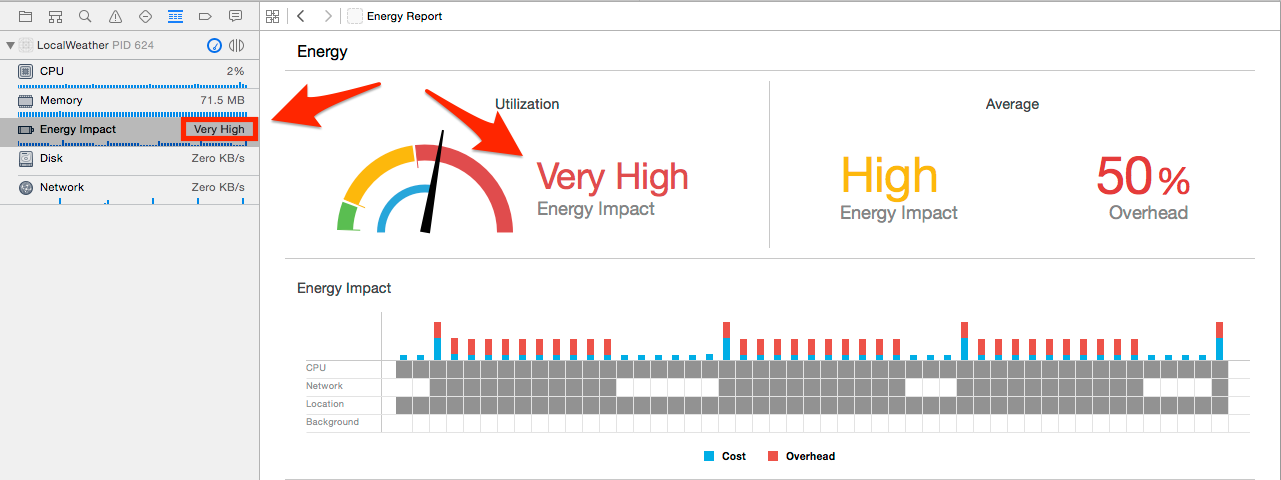 Energy Report
LocalWeather PID 624
CPU 2%
Memory 71.5 MB
Energy Impact Very High
Disk Zero KB/s
Network Zero KB/s
Energy
Utilization
Very High
Energy Impact
Average
High
Energy Impact
50%
Overhead
Energy Impact
CPU
Network
Location
Background
Cost Overhead